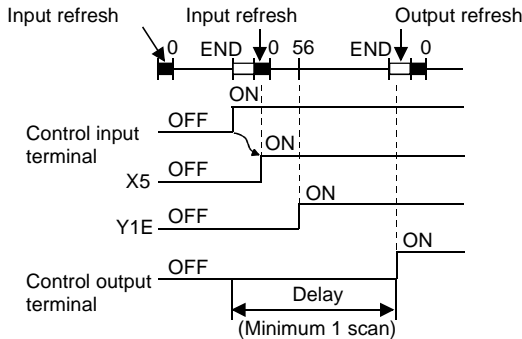 Input refresh Input refresh Output refresh
0 END 0 56 END 0
ON
OFF
Control input
terminal
ON
OFF
X5
ON
OFF
Y1E
ON
OFF
Control output
terminal
Delay
(Minimum 1 scan)